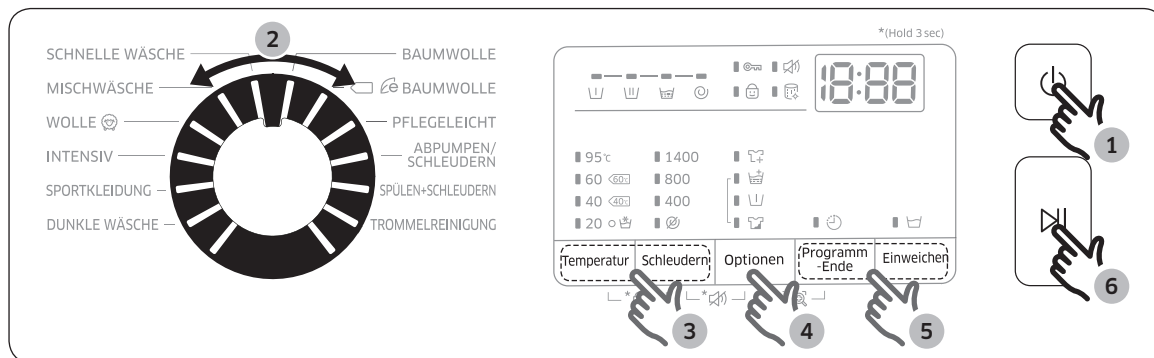 *(Hold 3 sec)
2
SCHNELLE WÄSCHE
MISCHWÄSCHE
WOLLE
INTENSIV
SPORTKLEIDUNG
DUNKLE WÄSCHE
BAUMWOLLE
BAUMWOLLE
PFLEGELEICHT
ABPUMPEN/
SCHLEUDERN
SPÜLEN+SCHLEUDERN
TROMMELREINIGUNG
18:88
95℃ 1400
60 60℃ 800
40 40℃ 400
20
Temperatur Schleudern Optionen Programm
-Ende Einweichen
* *
3 4 5
1
6